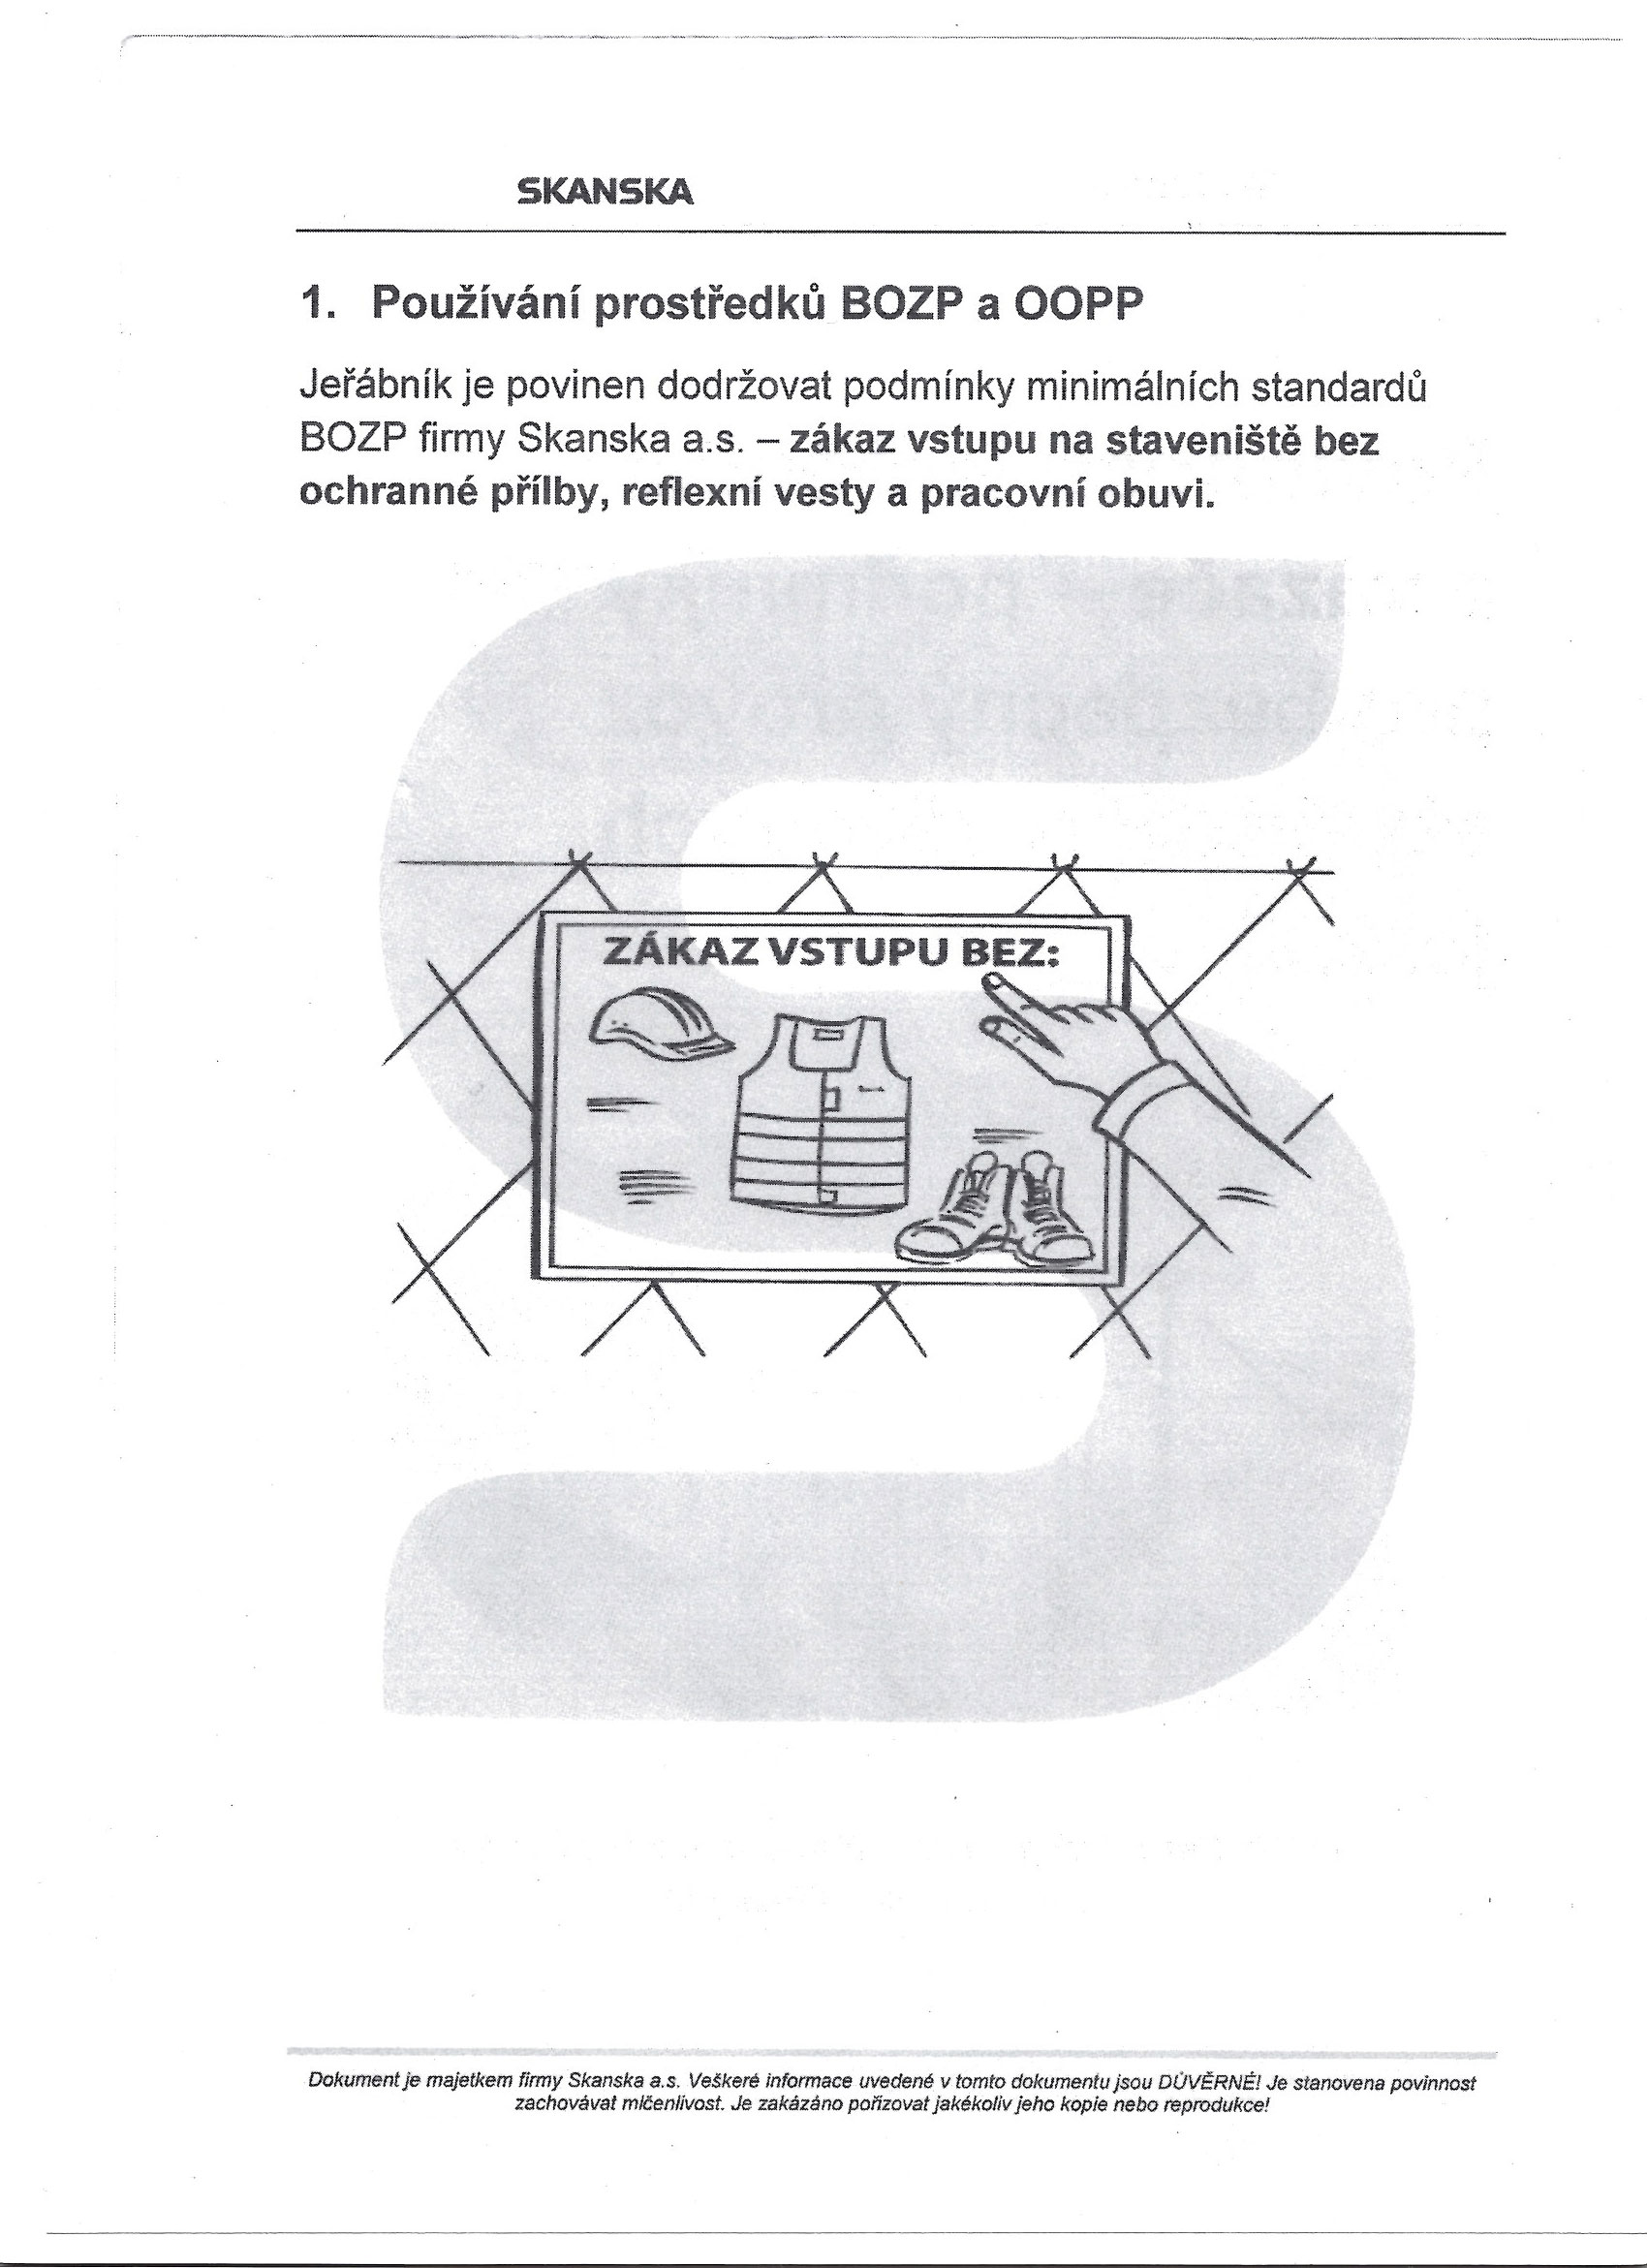 SKANSKA
1. Používání prostředků BOZP a OOPP
Jeřábník je povinen dodržovat podmínky minimálních standardů
BOZP firmy Skanska a.s. – zákaz vstupu na staveniště bez
ochranné přílby, reflexní vesty a pracovní obuvi.
ZÁKAZ VSTUPU BEZ:
Dokument je majetkem firmy Skanska a.s. Veškeré informace uvedené v tomto dokumentu jsou DŮVĚRNÉ! Je stanovena povinnost
zachovávat mlčenlivost. Je zakázáno pořizovat jakékoliv jeho kopie nebo reprodukce!